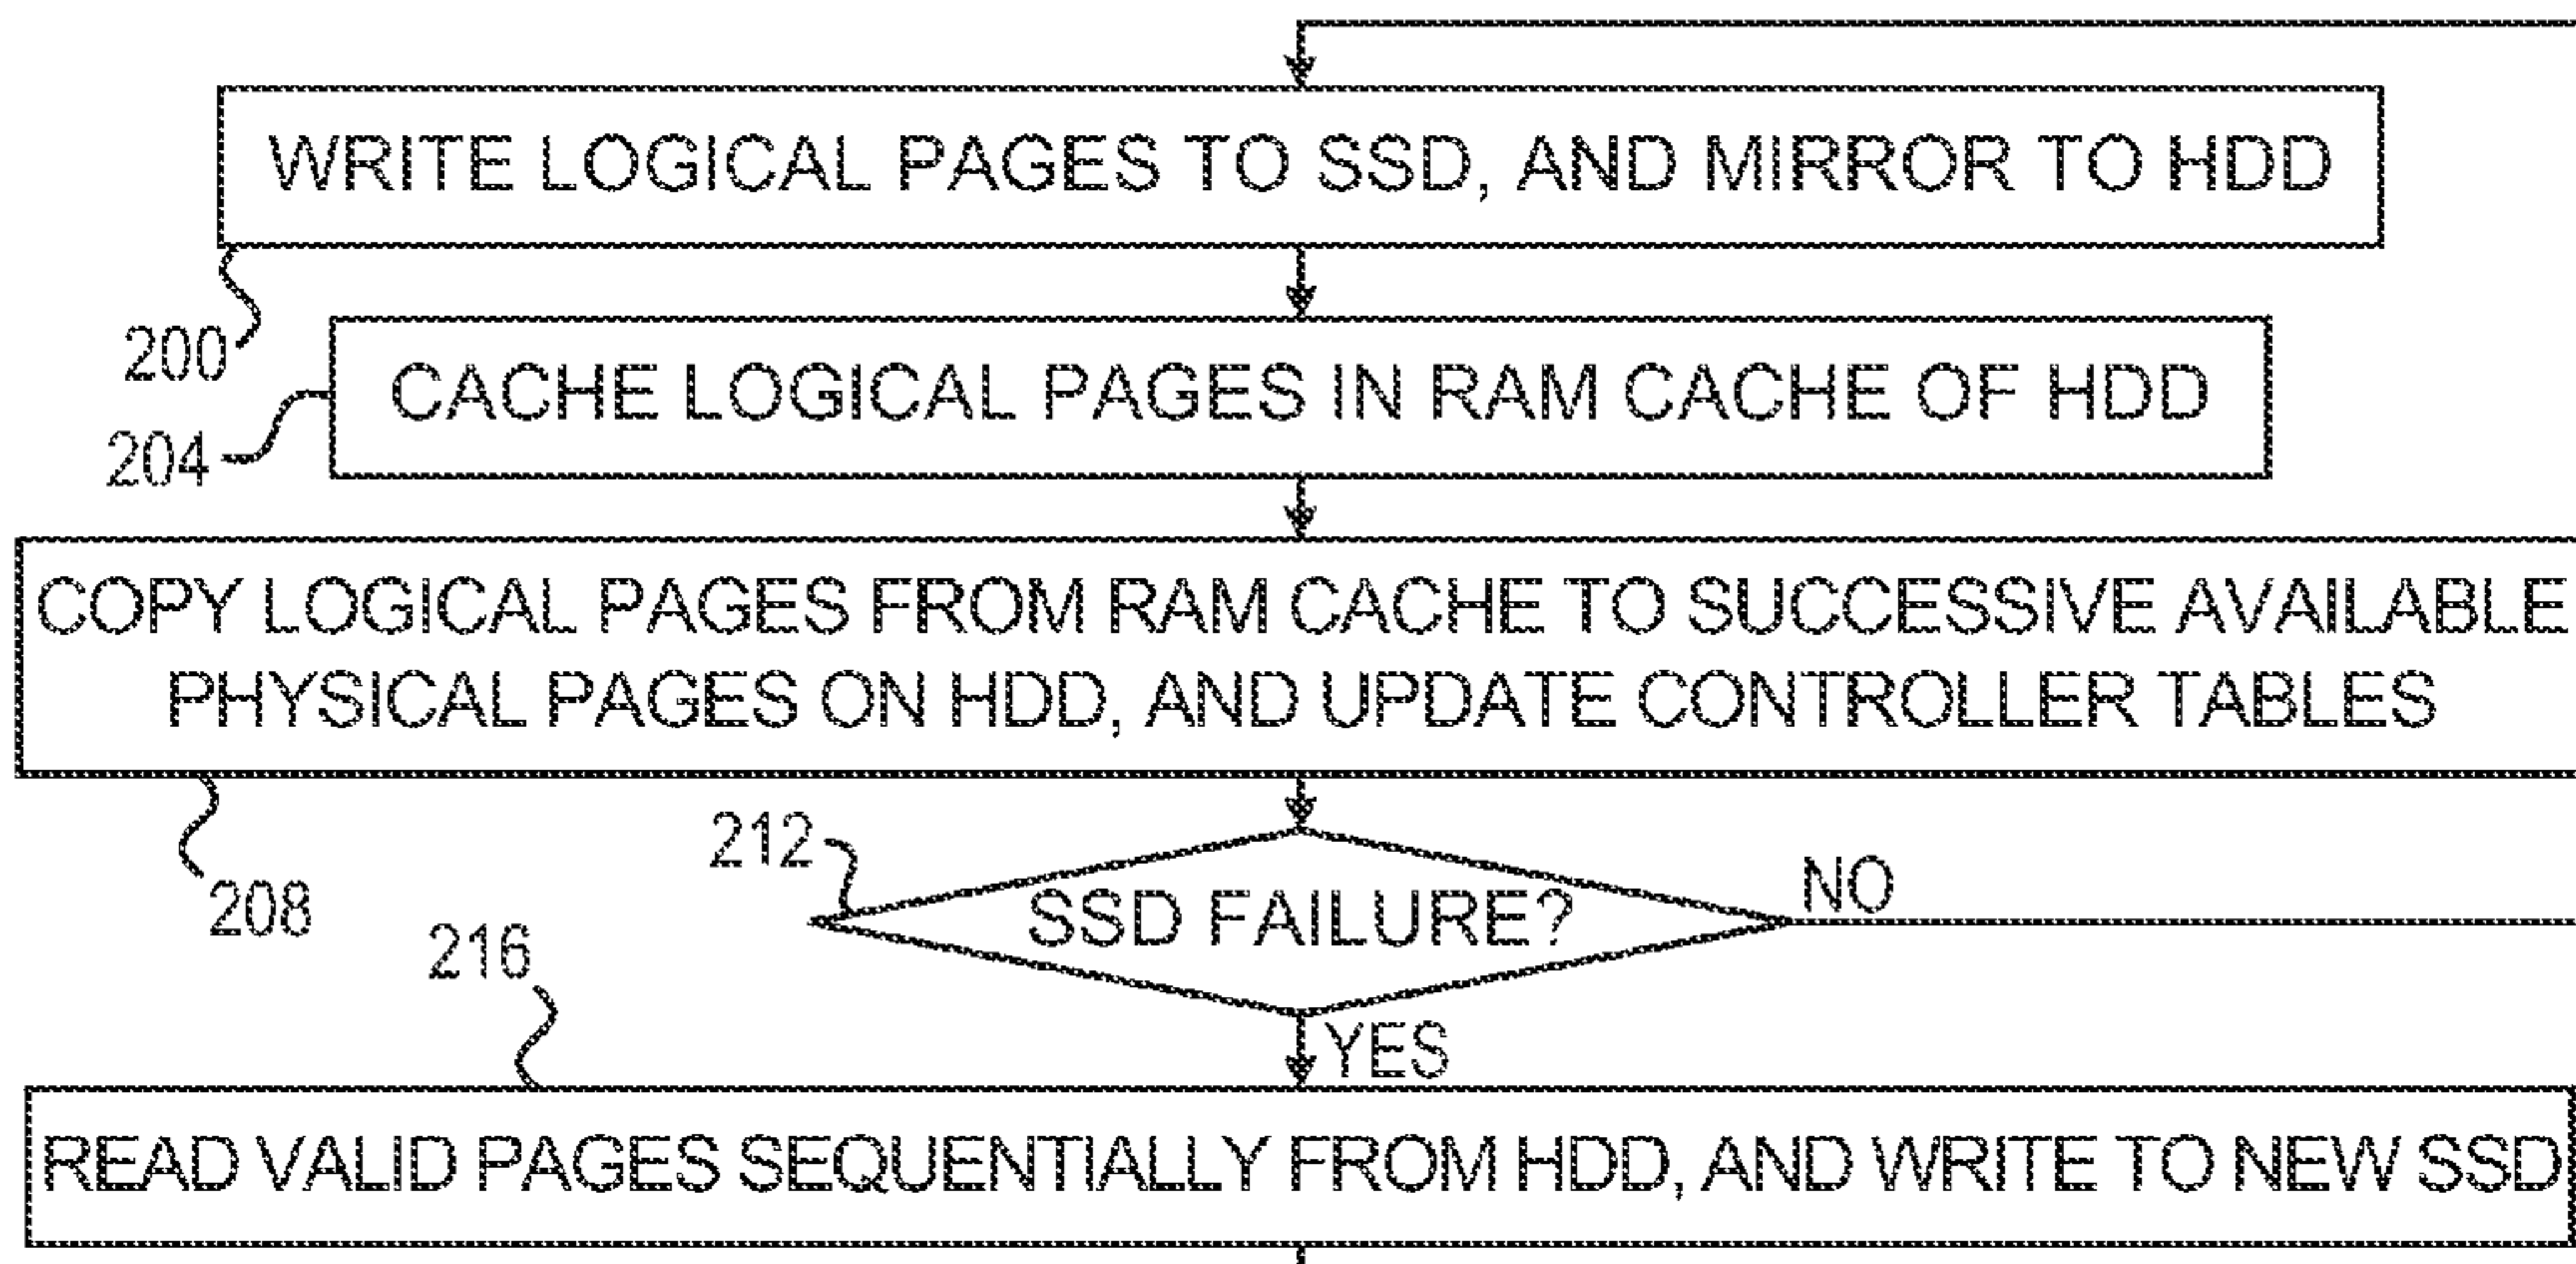 WRITE LOGICAL PAGES TO SSD, AND MIRROR TO HDD
200
CACHE LOGICAL PAGES IN RAM CACHE OF HDD
204
COPY LOGICAL PAGES FROM RAM CACHE TO SUCCESSIVE AVAILABLE
PHYSICAL PAGES ON HDD, AND UPDATE CONTROLLER TABLES
208
212
SSD FAILURE?
NO
YES
216
READ VALID PAGES SEQUENTIALLY FROM HDD, AND WRITE TO NEW SSD